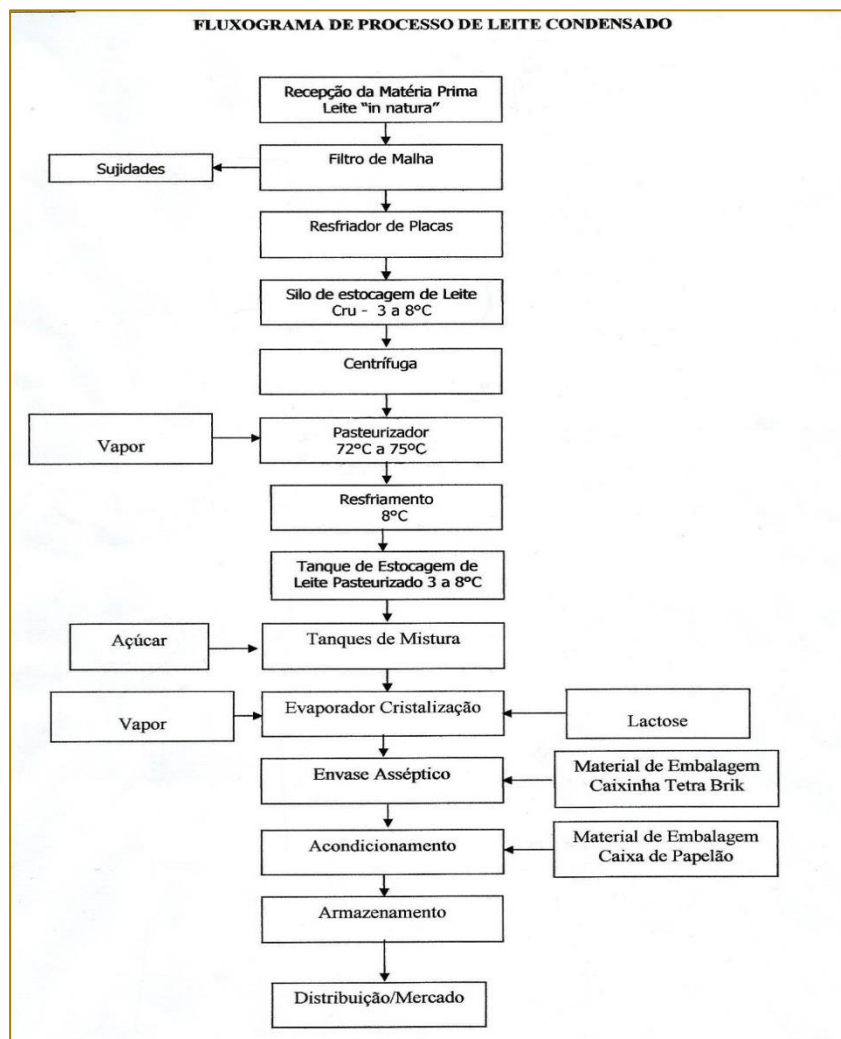 FLUXOGRAMA DE PROCESSO DE LEITE CONDENSADO
Recepção da Matéria Prima
Leite "in natura"
Filtro de Malha
Sujidades
Resfriador de Placas
Silo de estocagem de Leite
Cru - 3 a 8°C
Centrífuga
Vapor
Pasteurizador
72°C a 75°C
Resfriamento
8°C
Tanque de Estocagem de
Leite Pasteurizado 3 a 8°C
Açúcar
Tanques de Mistura
Vapor
Evaporador Cristalização
Lactose
Envase Asséptico
Material de Embalagem
Caixinha Tetra Brik
Acondicionamento
Material de Embalagem
Caixa de Papelão
Armazenamento
Distribuição/Mercado